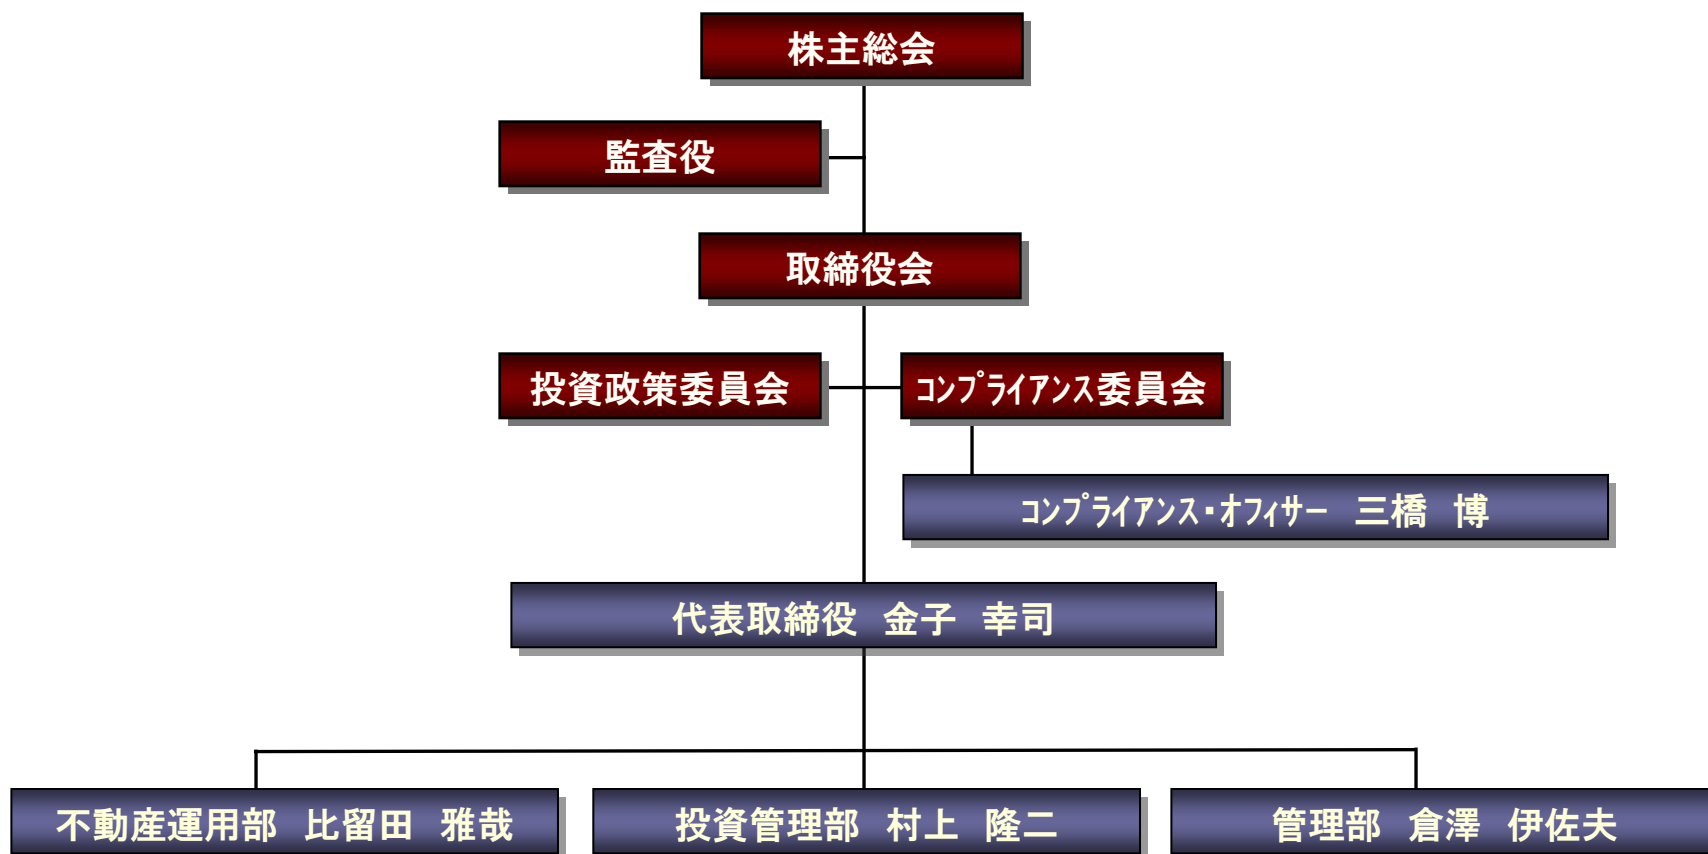 株主総会
監査役
取締役会
投資政策委員会
ｺﾝﾌﾟﾗｲｱﾝｽ委員会
ｺﾝﾌﾟﾗｲｱﾝｽ・ｵﾌｨｻｰ　三橋　博
代表取締役　金子　幸司
不動産運用部　比留田　雅哉
投資管理部　村上　隆二
管理部　倉澤　伊佐夫